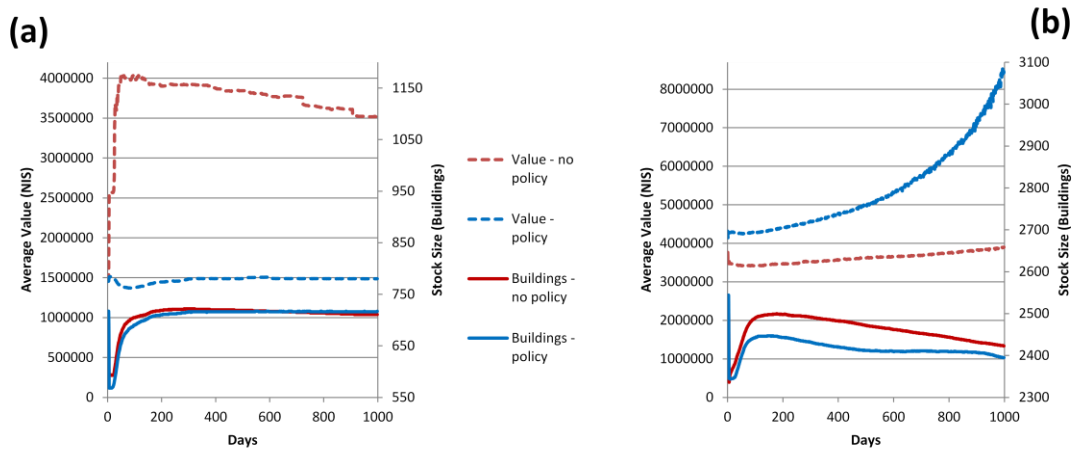 (a)
4000000
3500000
3000000
2500000
2000000
1500000
1000000
500000
0
Average Value (NIS)
0 200 400 600 800 1000
Days
1150
1050
950
850
750
650
550
Stock Size (Buildings)
Value - no
policy
Value -
policy
Buildings -
no policy
Buildings -
policy
(b)
8000000
7000000
6000000
5000000
4000000
3000000
2000000
1000000
0
Average Value (NIS)
0 200 400 600 800 1000
Days
3100
3000
2900
2800
2700
2600
2500
2400
2300
Stock Size (Buildings)